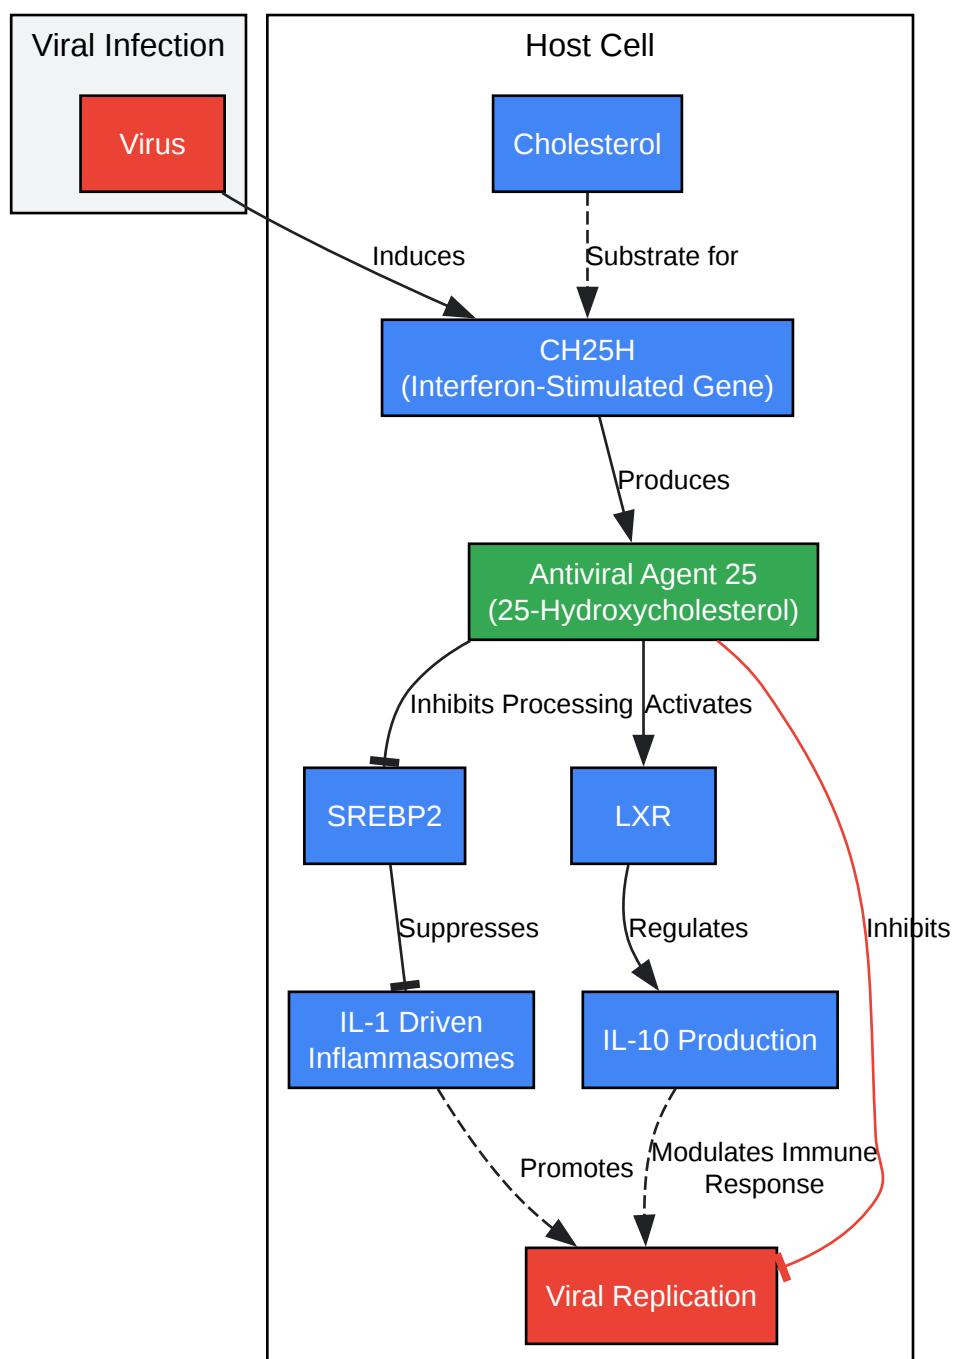 Viral Infection
Host Cell
Virus
Cholesterol
Induces
Substrate for
CH25H
(Interferon-Stimulated Gene)
Produces
Antiviral Agent 25
(25-Hydroxycholesterol)
Inhibits Processing
Activates
SREBP2
LXR
Suppresses
Regulates
Inhibits
IL-1 Driven
Inflammasomes
IL-10 Production
Promotes
Modulates Immune
Response
Viral Replication